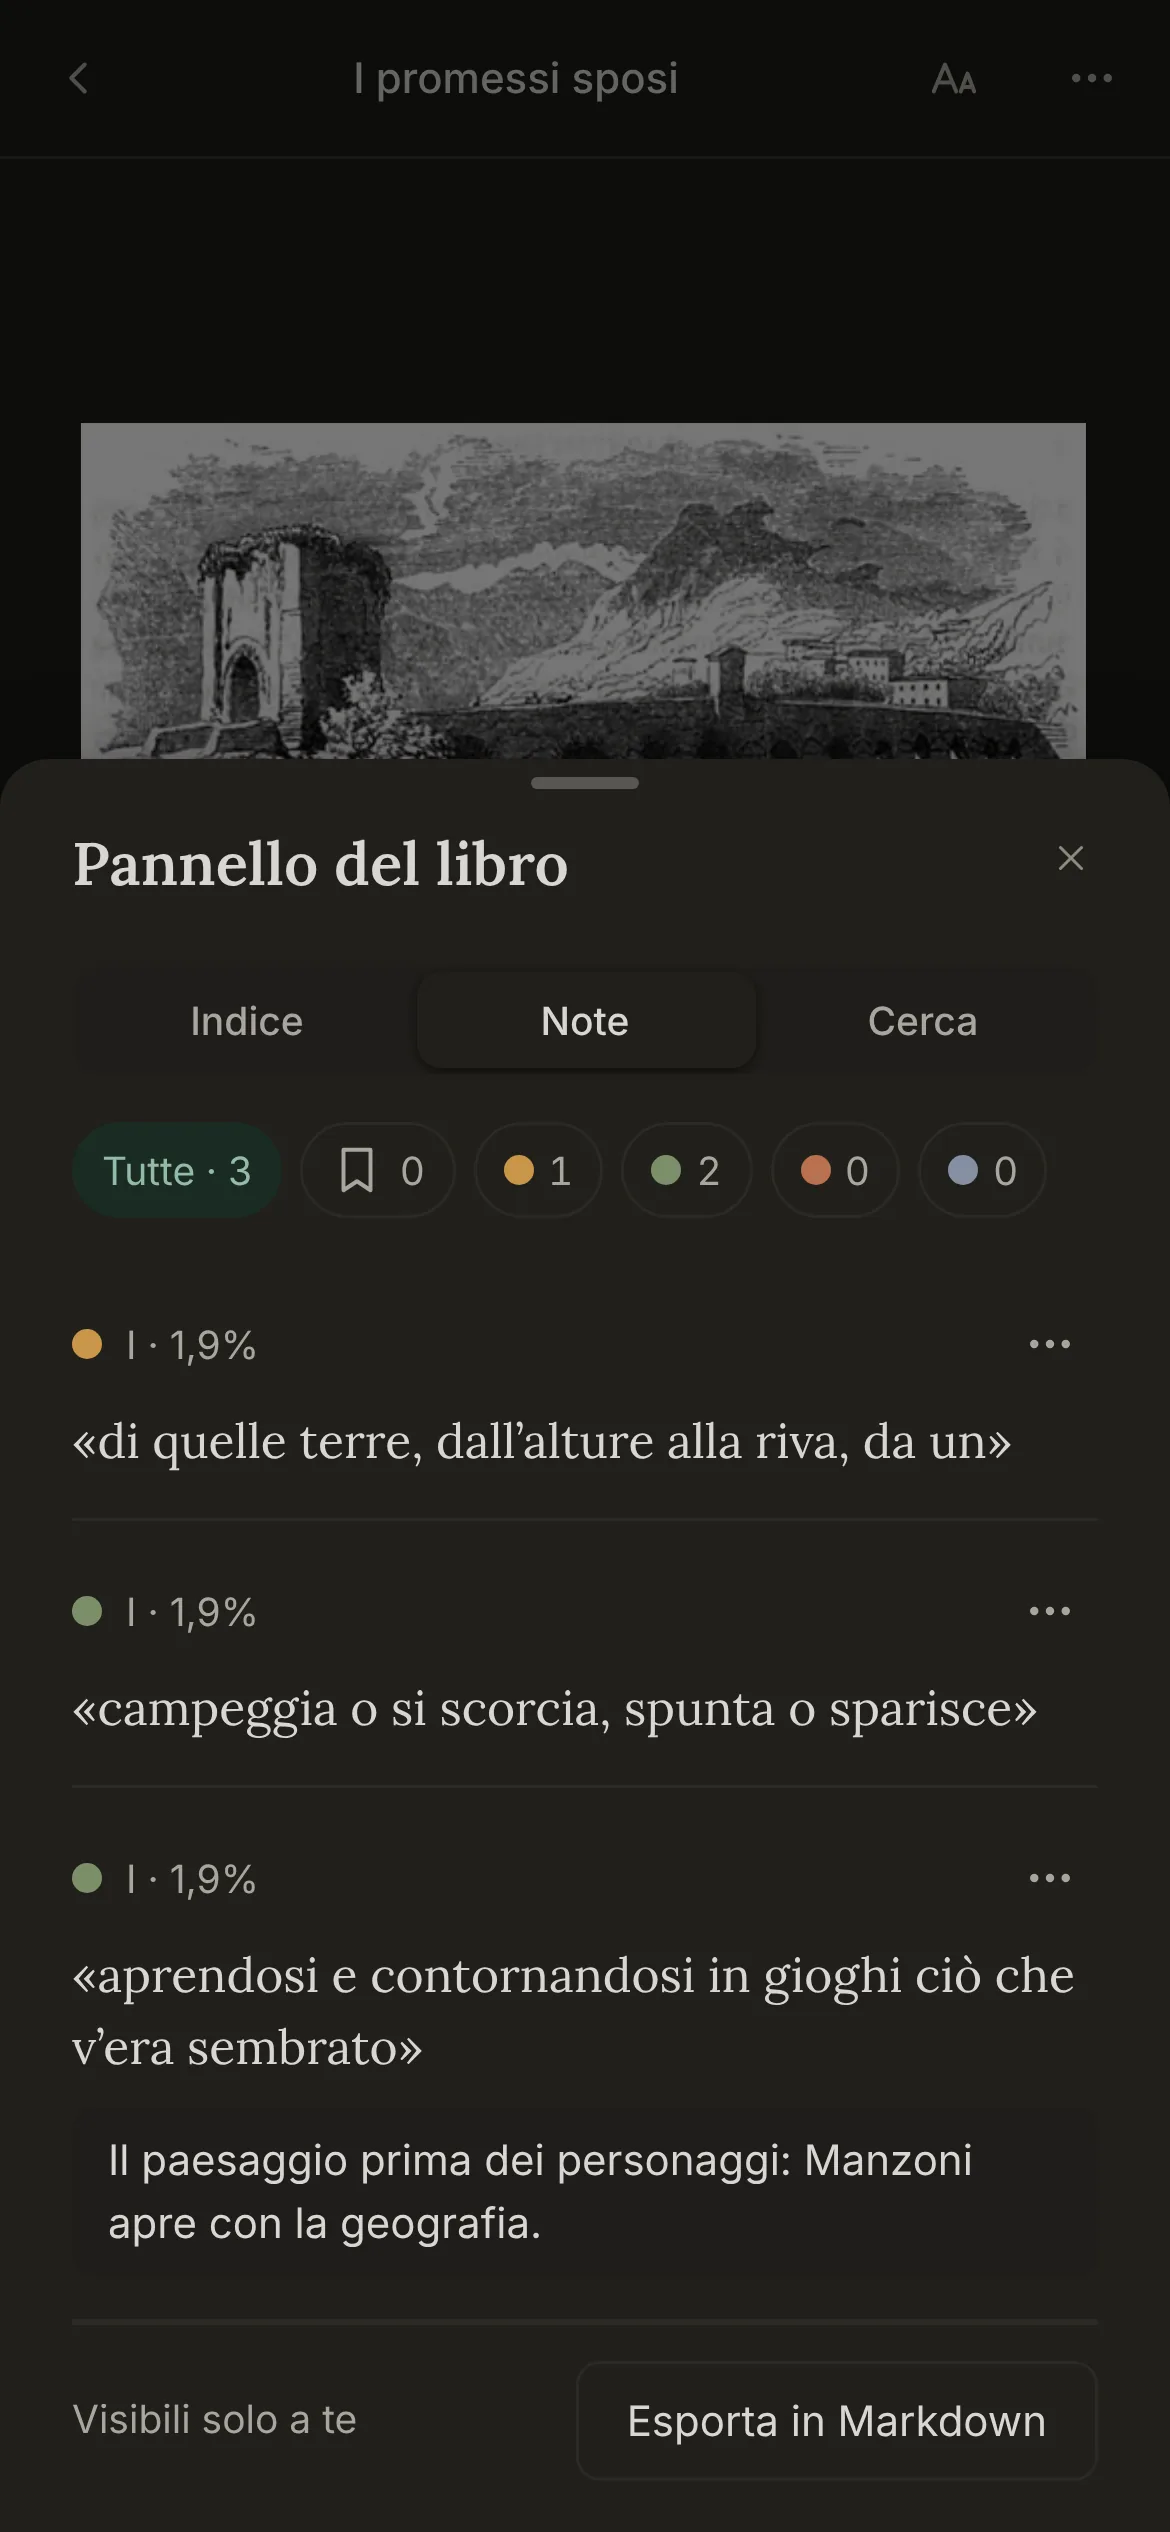 I promessi sposi
AA
Pannello del libro
Indice
Note
Cerca
Tutte · 3
0
1
2
0
0
I · 1,9%
«di quelle terre, dall’alture alla riva, da un»
I · 1,9%
«campeggia o si scorcia, spunta o sparisce»
I · 1,9%
«aprendosi e contornandosi in gioghi ciò che
v’era sembrato»
Il paesaggio prima dei personaggi: Manzoni
apre con la geografia.
Visibili solo a te
Esporta in Markdown